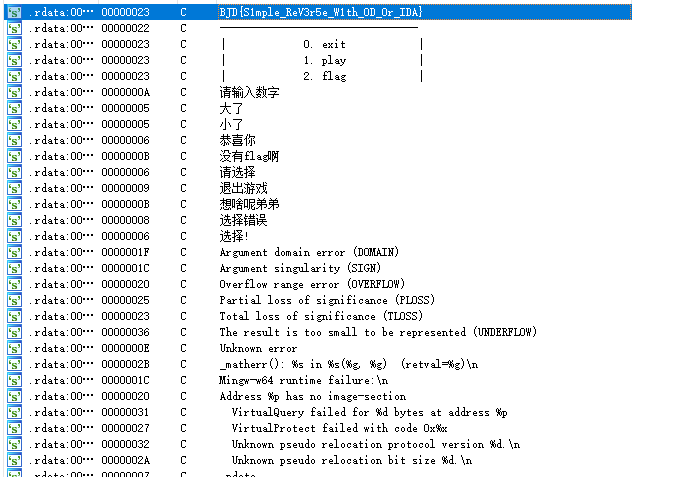 's' .rdata:00··· 00000023 C BJD{S1mple_ReV3r5e_W1th_OD_Or_IDA}
's' .rdata:00··· 00000022 C ---------------------------------
's' .rdata:00··· 00000023 C | 0. exit |
's' .rdata:00··· 00000023 C | 1. play |
's' .rdata:00··· 00000023 C | 2. flag |
's' .rdata:00··· 0000000A C 请输入数字
's' .rdata:00··· 00000005 C 大了
's' .rdata:00··· 00000005 C 小了
's' .rdata:00··· 00000006 C 恭喜你
's' .rdata:00··· 0000000B C 没有flag啊
's' .rdata:00··· 00000006 C 请选择
's' .rdata:00··· 00000009 C 退出游戏
's' .rdata:00··· 0000000B C 想啥呢弟弟
's' .rdata:00··· 00000008 C 选择错误
's' .rdata:00··· 00000006 C 选择!
's' .rdata:00··· 0000001F C Argument domain error (DOMAIN)
's' .rdata:00··· 0000001C C Argument singularity (SIGN)
's' .rdata:00··· 00000020 C Overflow range error (OVERFLOW)
's' .rdata:00··· 00000025 C Partial loss of significance (PLOSS)
's' .rdata:00··· 00000023 C Total loss of significance (TLOSS)
's' .rdata:00··· 00000036 C The result is too small to be represented (UNDERFLOW)
's' .rdata:00··· 0000000E C Unknown error
's' .rdata:00··· 0000002B C _matherr(): %s in %s(%g, %g) (retval=%g)\n
's' .rdata:00··· 0000001C C Mingw-w64 runtime failure:\n
's' .rdata:00··· 00000020 C Address %p has no image-section
's' .rdata:00··· 00000031 C VirtualQuery failed for %d bytes at address %p
's' .rdata:00··· 00000027 C VirtualProtect failed with code 0x%x
's' .rdata:00··· 00000032 C Unknown pseudo relocation protocol version %d.\n
's' .rdata:00··· 0000002A C Unknown pseudo relocation bit size %d.\n